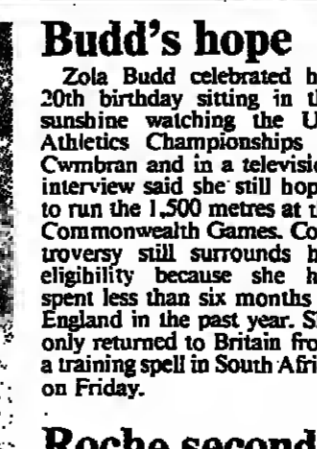 Budd's hope
Zola Budd celebrated h
20th birthday sitting in th
sunshine watching the U
Athletics Championships
Cwmbran and in a televisio
interview said she still hop
to run the 1,500 metres at t
Commonwealth Games. Co
troversy still surrounds h
eligibility because she h
spent less than six months
England in the past year. S
only returned to Britain fro
a training spell in South Afri
on Friday.
Roche second